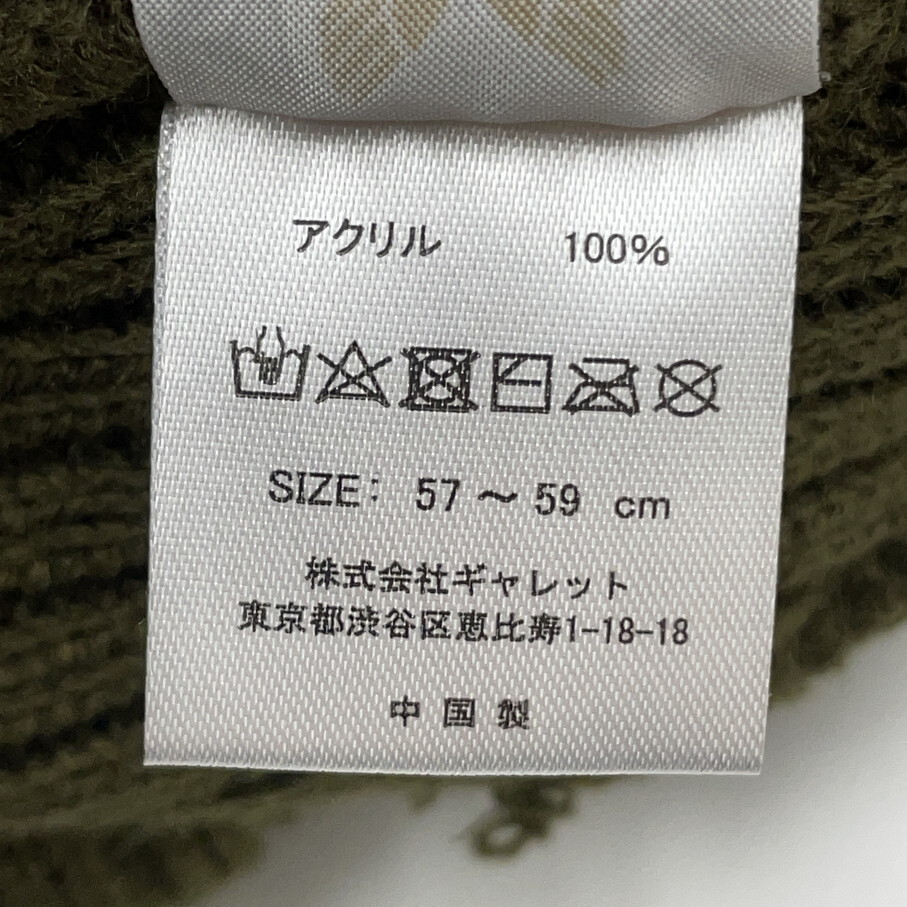 アクリル 100%
SIZE: 57 ～ 59 cm
株式会社ギャレット
東京都渋谷区恵比寿1-18-18
中国製